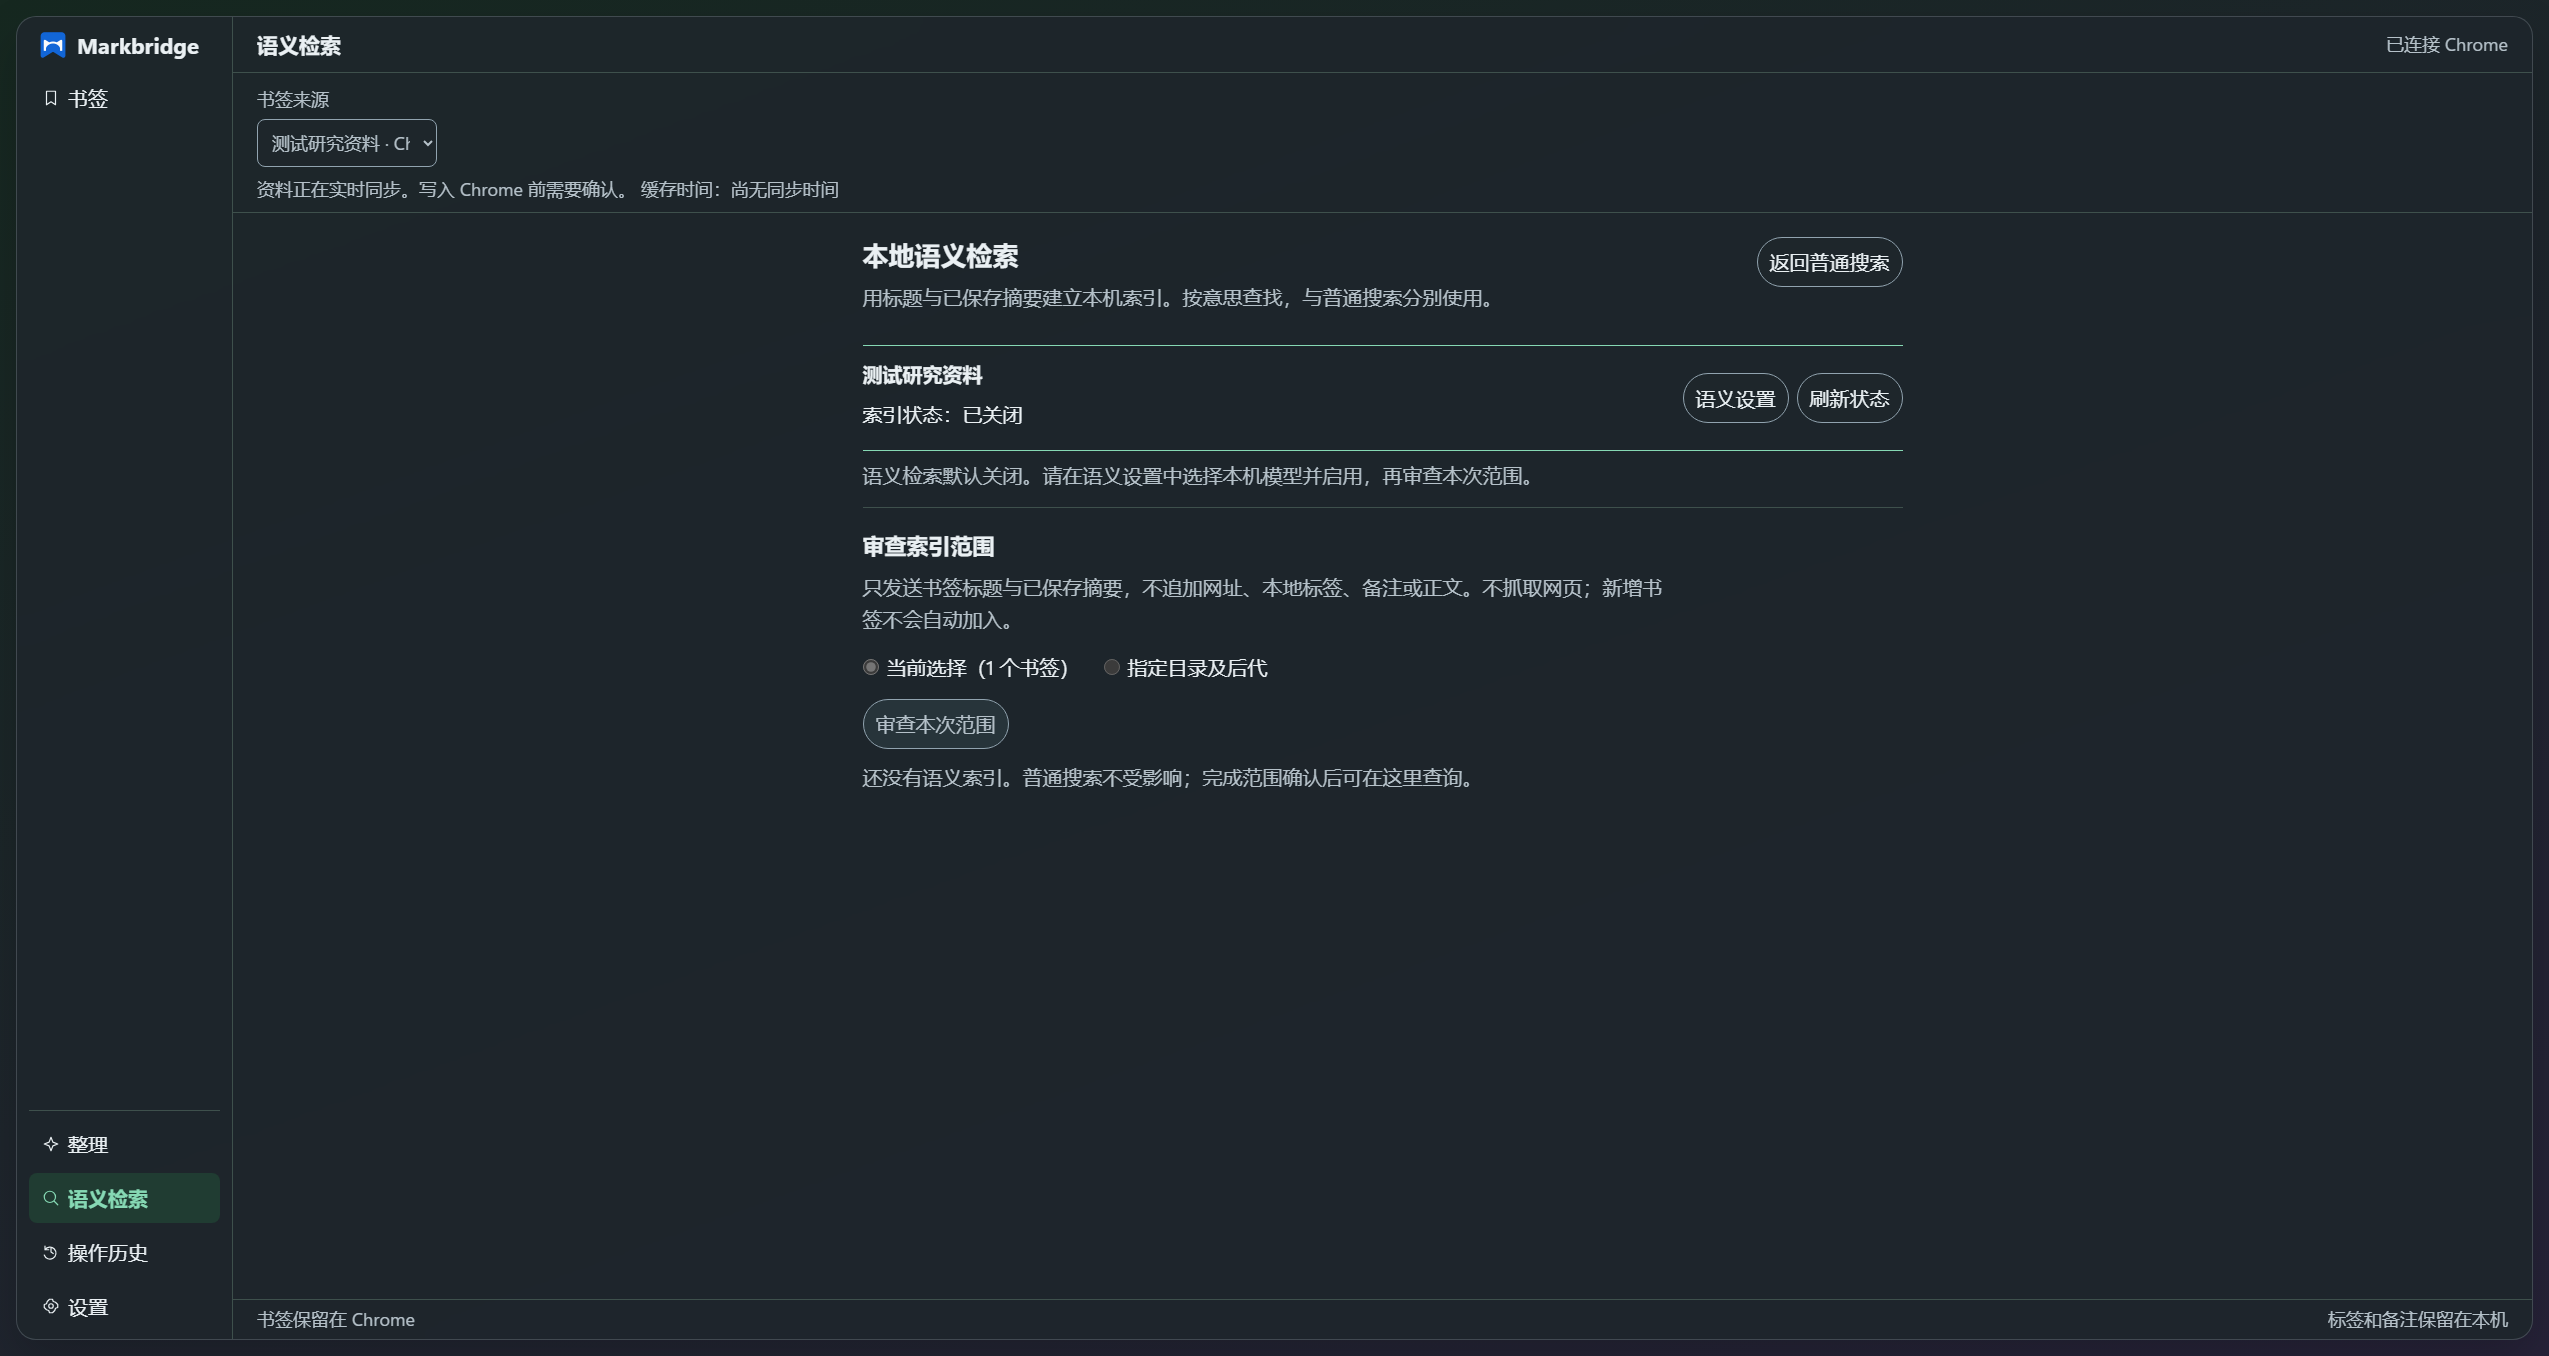 Markbridge
语义检索
已连接 Chrome
书签
书签来源
测试研究资料 · Ch
资料正在实时同步。写入 Chrome 前需要确认。 缓存时间：尚无同步时间
本地语义检索
返回普通搜索
用标题与已保存摘要建立本机索引。按意思查找，与普通搜索分别使用。
测试研究资料
语义设置
刷新状态
索引状态：已关闭
语义检索默认关闭。请在语义设置中选择本机模型并启用，再审查本次范围。
审查索引范围
只发送书签标题与已保存摘要，不追加网址、本地标签、备注或正文。不抓取网页；新增书
签不会自动加入。
当前选择（1 个书签）
指定目录及后代
审查本次范围
还没有语义索引。普通搜索不受影响；完成范围确认后可在这里查询。
整理
语义检索
操作历史
设置
书签保留在 Chrome
标签和备注保留在本机